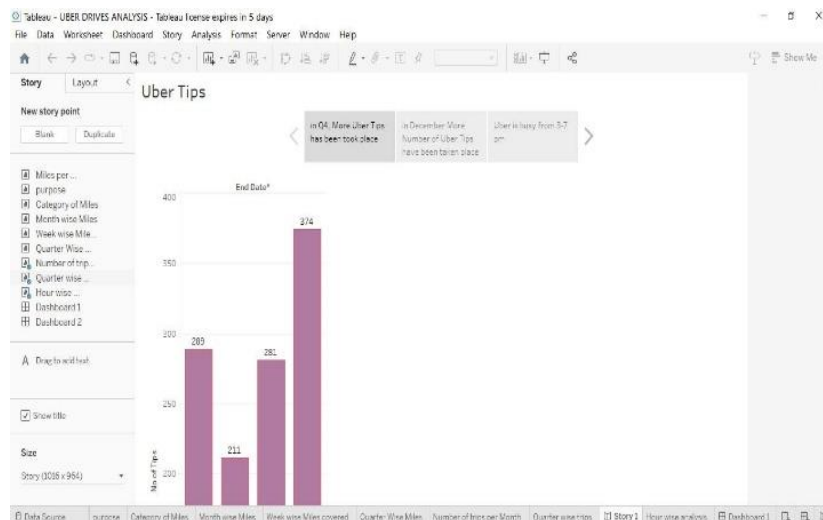 Tableau - UBER DRIVES ANALYSIS - Tableau license expires in 5 days
File Data Worksheet Dashboard Story Analysis Format Server Window Help
Show Me
Story Layout
Uber Tips
New story point
Blank Duplicate
in Q4, More Uber Tips
has been took place
in December More
Number of Uber Tips
have been taken place
Uber is busy from
pm
Miles per ...
purpose
Category of Miles
Month wise Miles
Week wise Mile...
Quarter Wise ...
Number of trip...
Quarter wise ...
Hour wise ...
Dashboard 1
Dashboard 2
A Drag to add text
Show title
Size
Story (1016 x 964)
End Date*
400
374
350
300
289
281
250
211
200
No of Tips
Data Source purpose Category of Miles Month wise Miles Week wise Miles covered Quarter Wise Miles Number of trips per Month Quarter wise trips Story 1 Hour wise analysis Dashboard 1